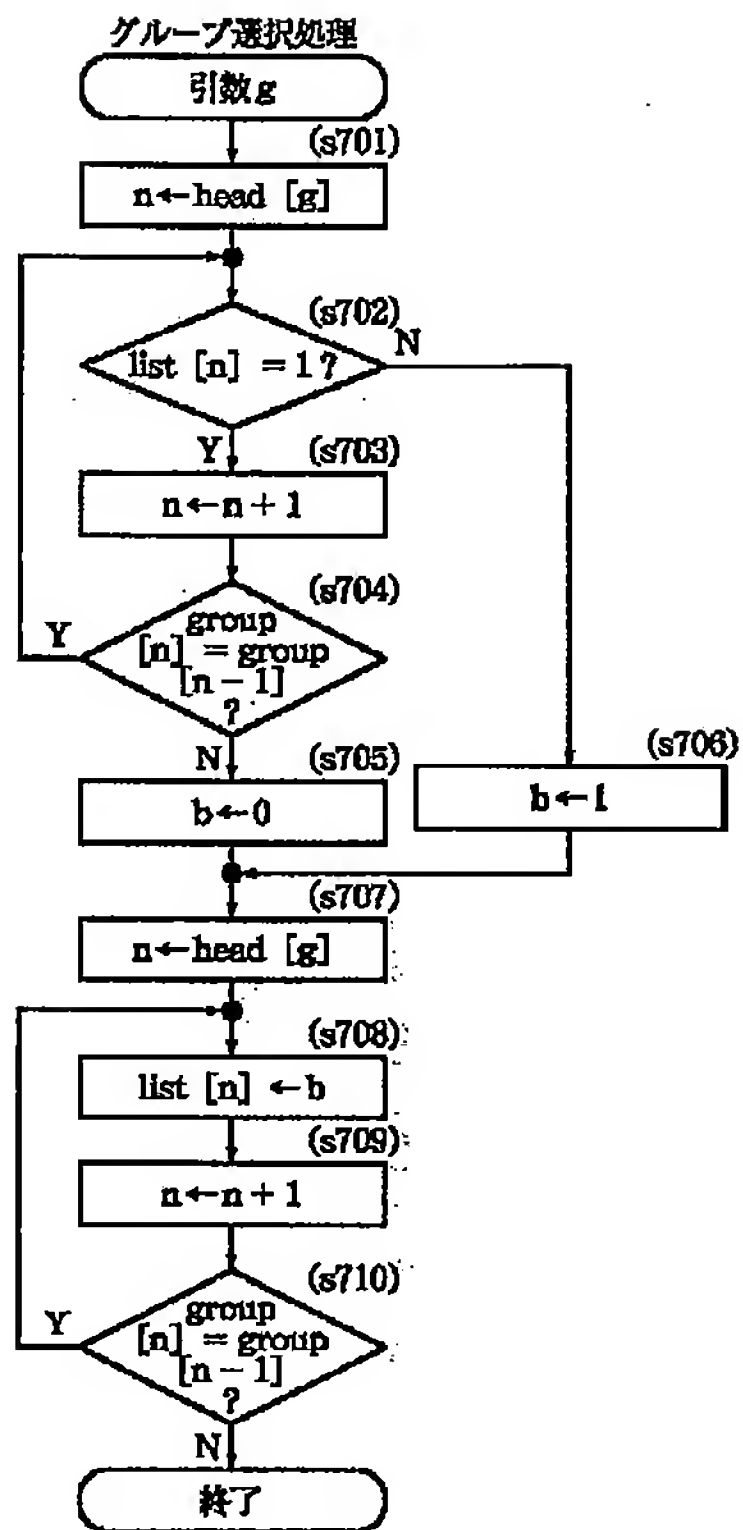 グループ選択処理
引数g
(s701)
n←head [g]
(s702)
list [n] =1?
N
Y
(s703)
n←n+1
(s704)
group
[n] =group
[n-1]
?
Y
N
(s705)
b←0
(s706)
b←1
(s707)
n←head [g]
(s708)
list [n] ←b
(s709)
n←n+1
(s710)
group
[n] =group
[n-1]
?
Y
N
終了